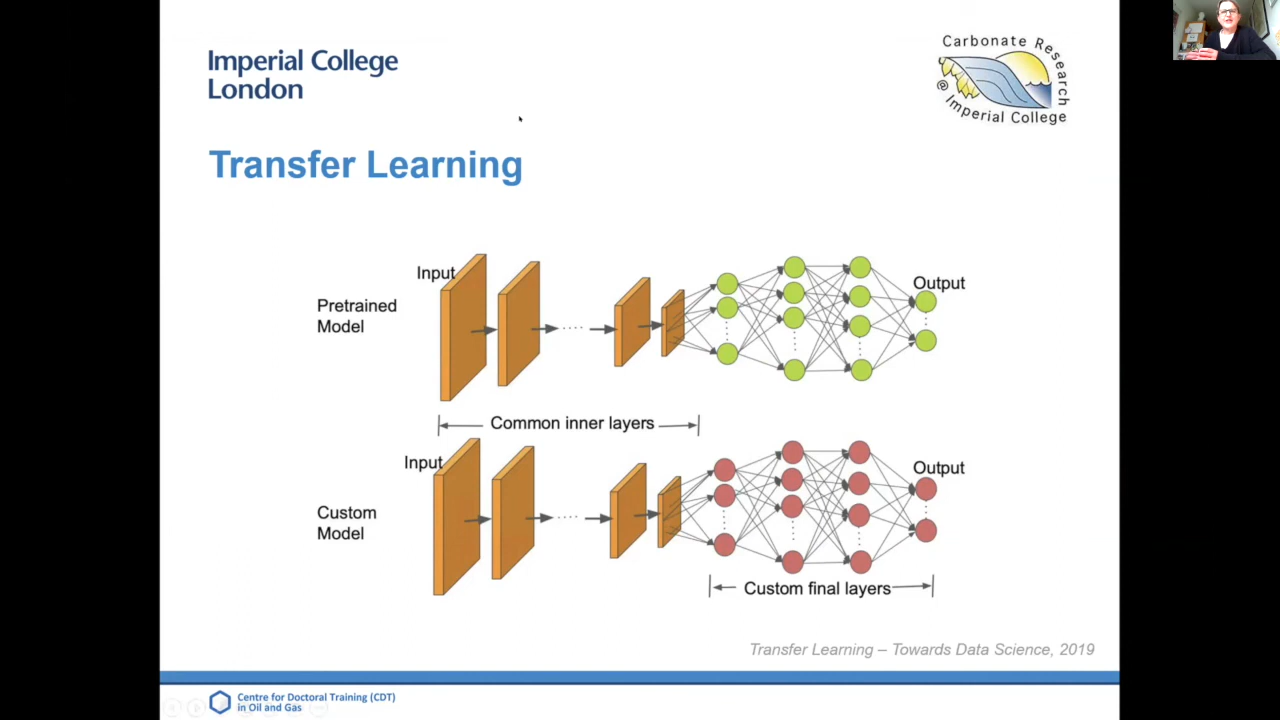 Imperial College
London
Carbonate Research
@ Imperial College
Transfer Learning
Input
Output
Pretrained
Model
Common inner layers
Input
Output
Custom
Model
Custom final layers
Transfer Learning – Towards Data Science, 2019
Centre for Doctoral Training (CDT)
in Oil and Gas